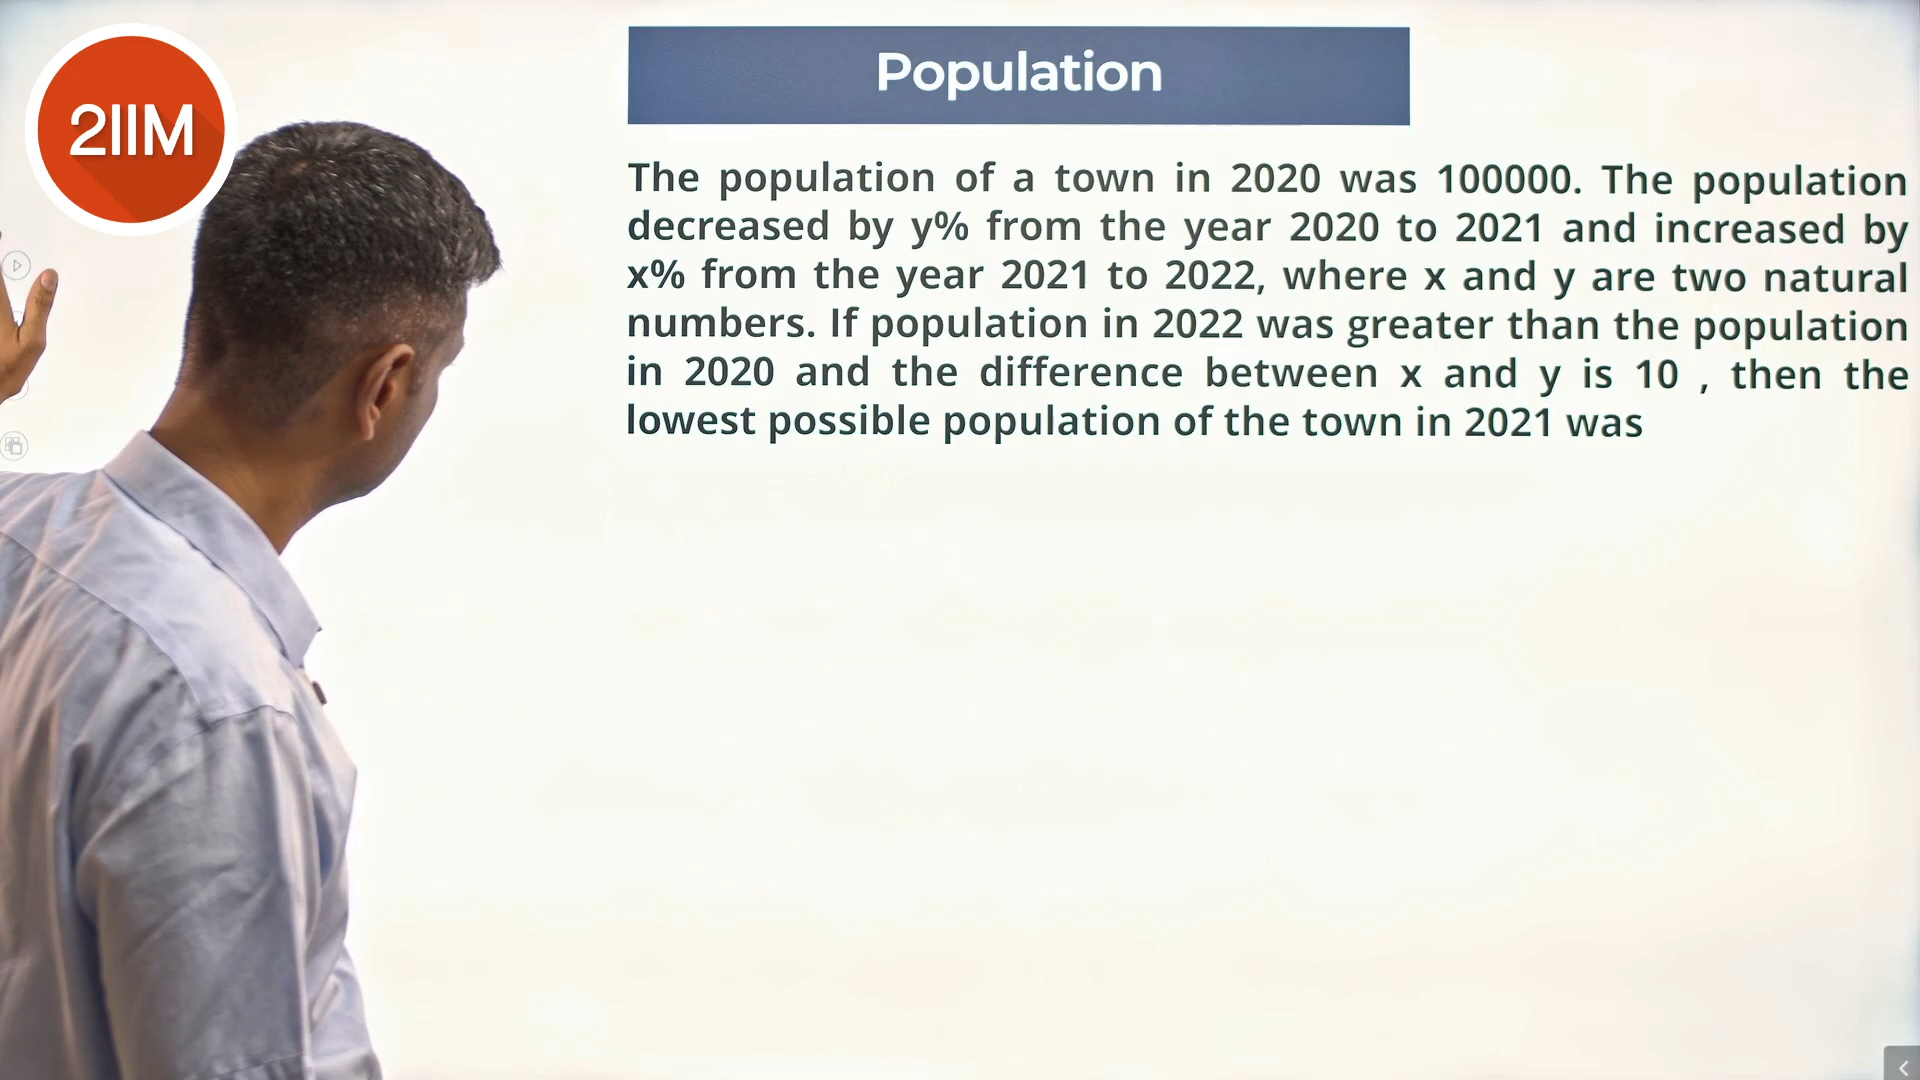 2IIM
Population
The population of a town in 2020 was 100000. The population
decreased by y% from the year 2020 to 2021 and increased by
x% from the year 2021 to 2022, where x and y are two natural
numbers. If population in 2022 was greater than the population
in 2020 and the difference between x and y is 10 , then the
lowest possible population of the town in 2021 was